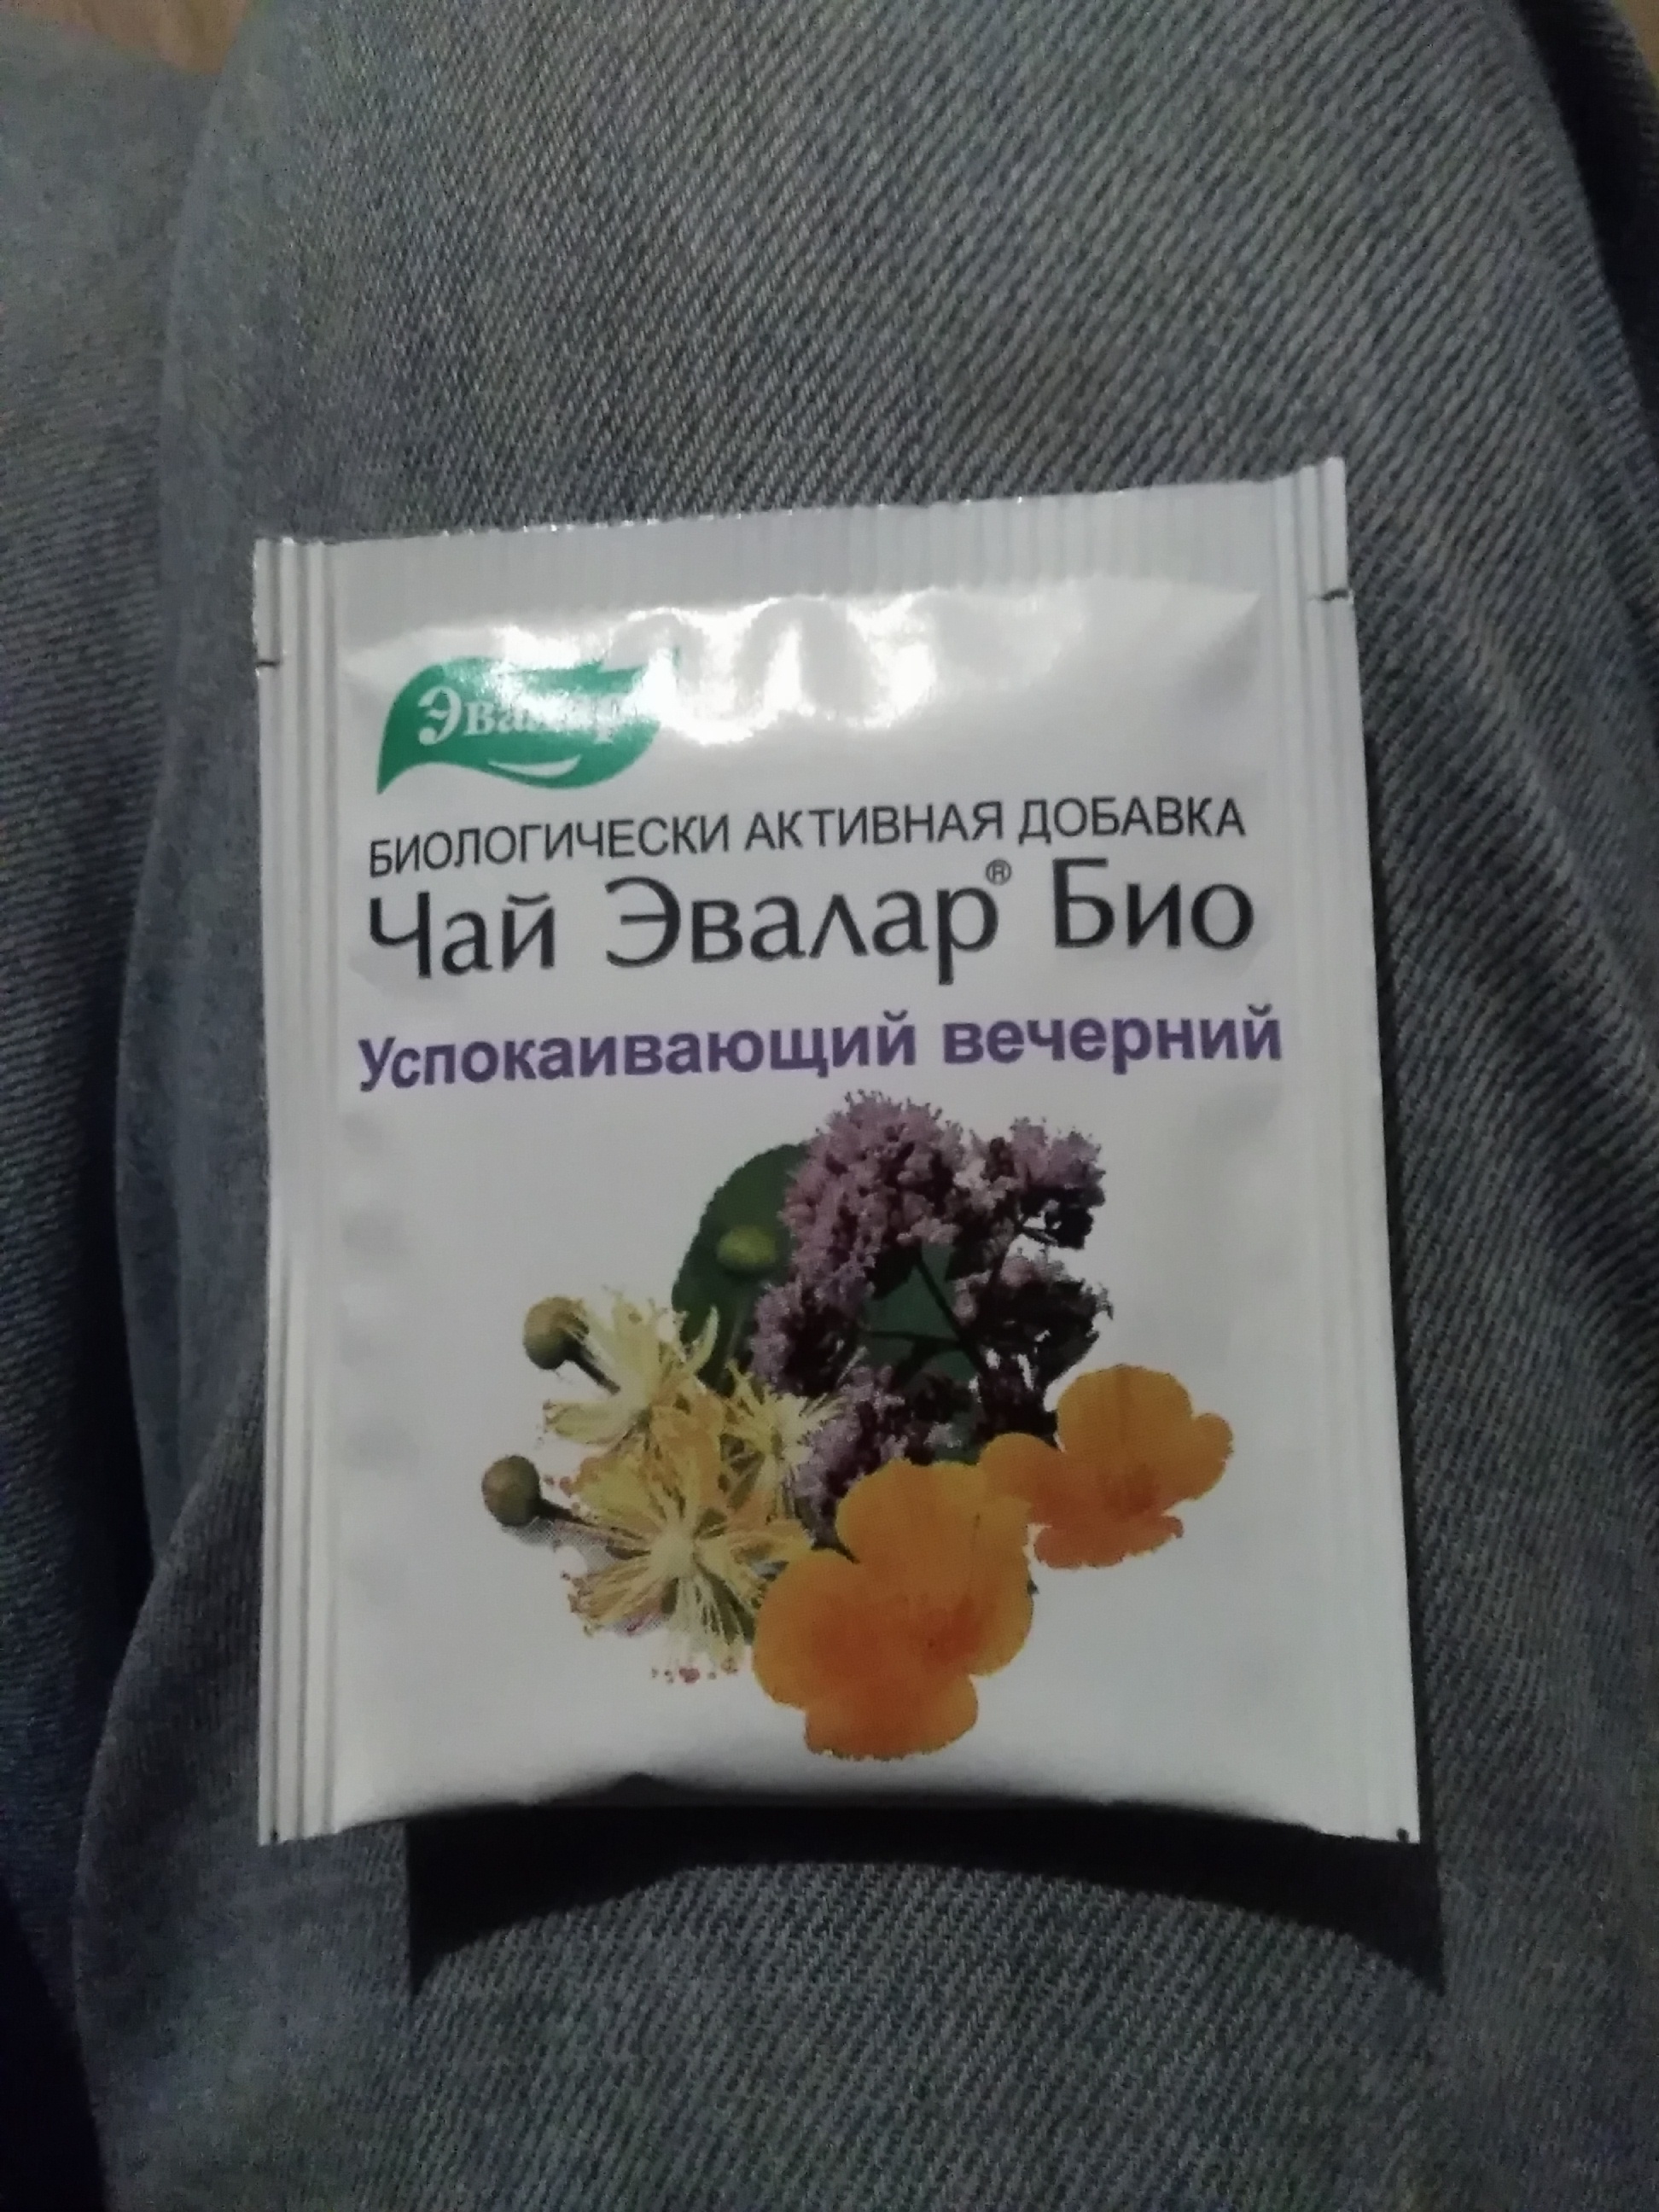 Эвалар
БИОЛОГИЧЕСКИ АКТИВНАЯ ДОБАВКА
Чай Эвалар® Био
Успокаивающий вечерний